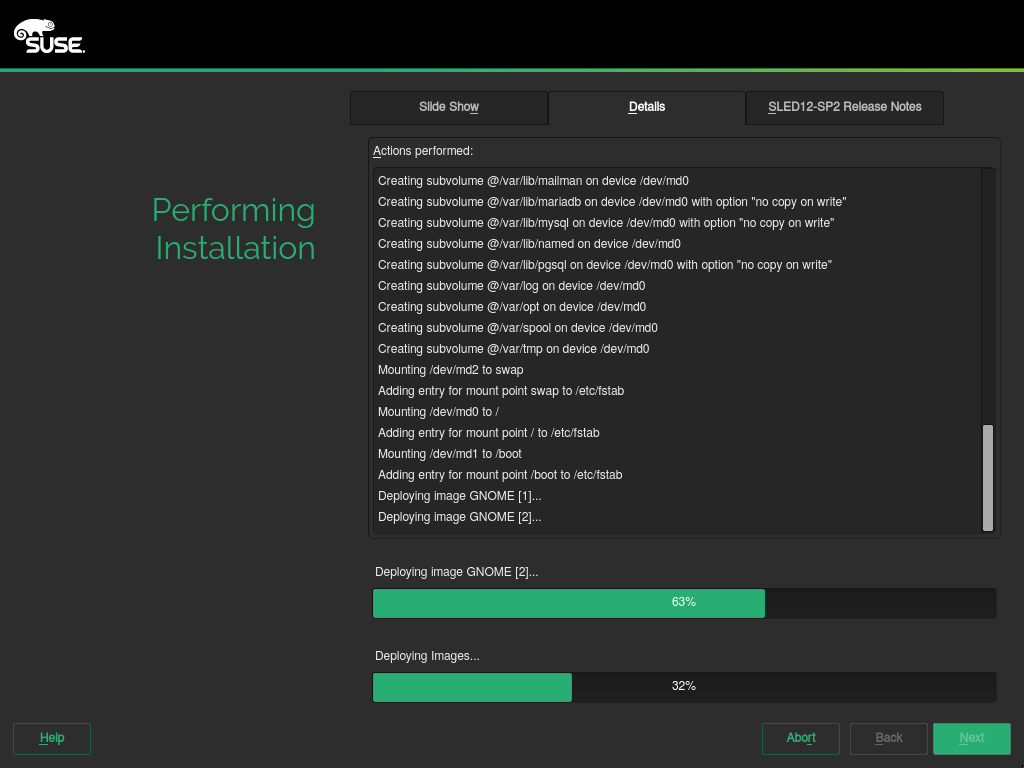 SUSE.
Slide Show
Details
SLED12-SP2 Release Notes
Performing
Installation
Actions performed:
Creating subvolume @/var/lib/mailman on device /dev/md0
Creating subvolume @/var/lib/mariadb on device /dev/md0 with option "no copy on write"
Creating subvolume @/var/lib/mysql on device /dev/md0 with option "no copy on write"
Creating subvolume @/var/lib/named on device /dev/md0
Creating subvolume @/var/lib/pgsql on device /dev/md0 with option "no copy on write"
Creating subvolume @/var/log on device /dev/md0
Creating subvolume @/var/opt on device /dev/md0
Creating subvolume @/var/spool on device /dev/md0
Creating subvolume @/var/tmp on device /dev/md0
Mounting /dev/md2 to swap
Adding entry for mount point swap to /etc/fstab
Mounting /dev/md0 to /
Adding entry for mount point / to /etc/fstab
Mounting /dev/md1 to /boot
Adding entry for mount point /boot to /etc/fstab
Deploying image GNOME [1]...
Deploying image GNOME [2]...
Deploying image GNOME [2]...
63%
Deploying Images...
32%
Help
Abort
Back
Next